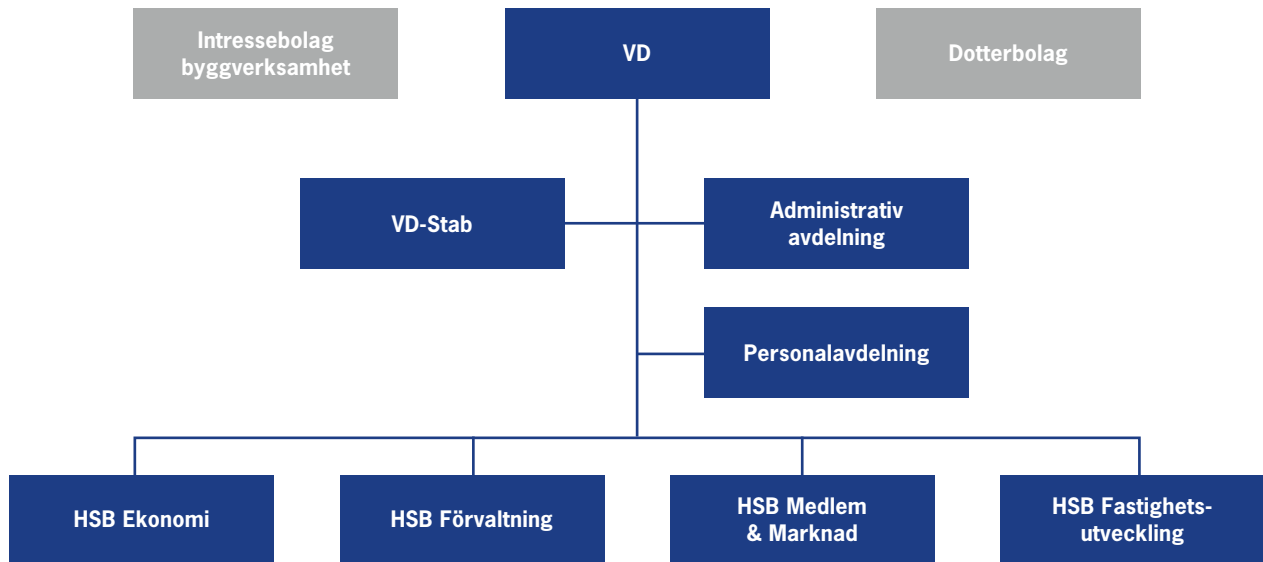 Intressebolag
byggverksamhet
VD
Dotterbolag
VD-Stab
Administrativ
avdelning
Personalavdelning
HSB Ekonomi
HSB Förvaltning
HSB Medlem
& Marknad
HSB Fastighets-
utveckling